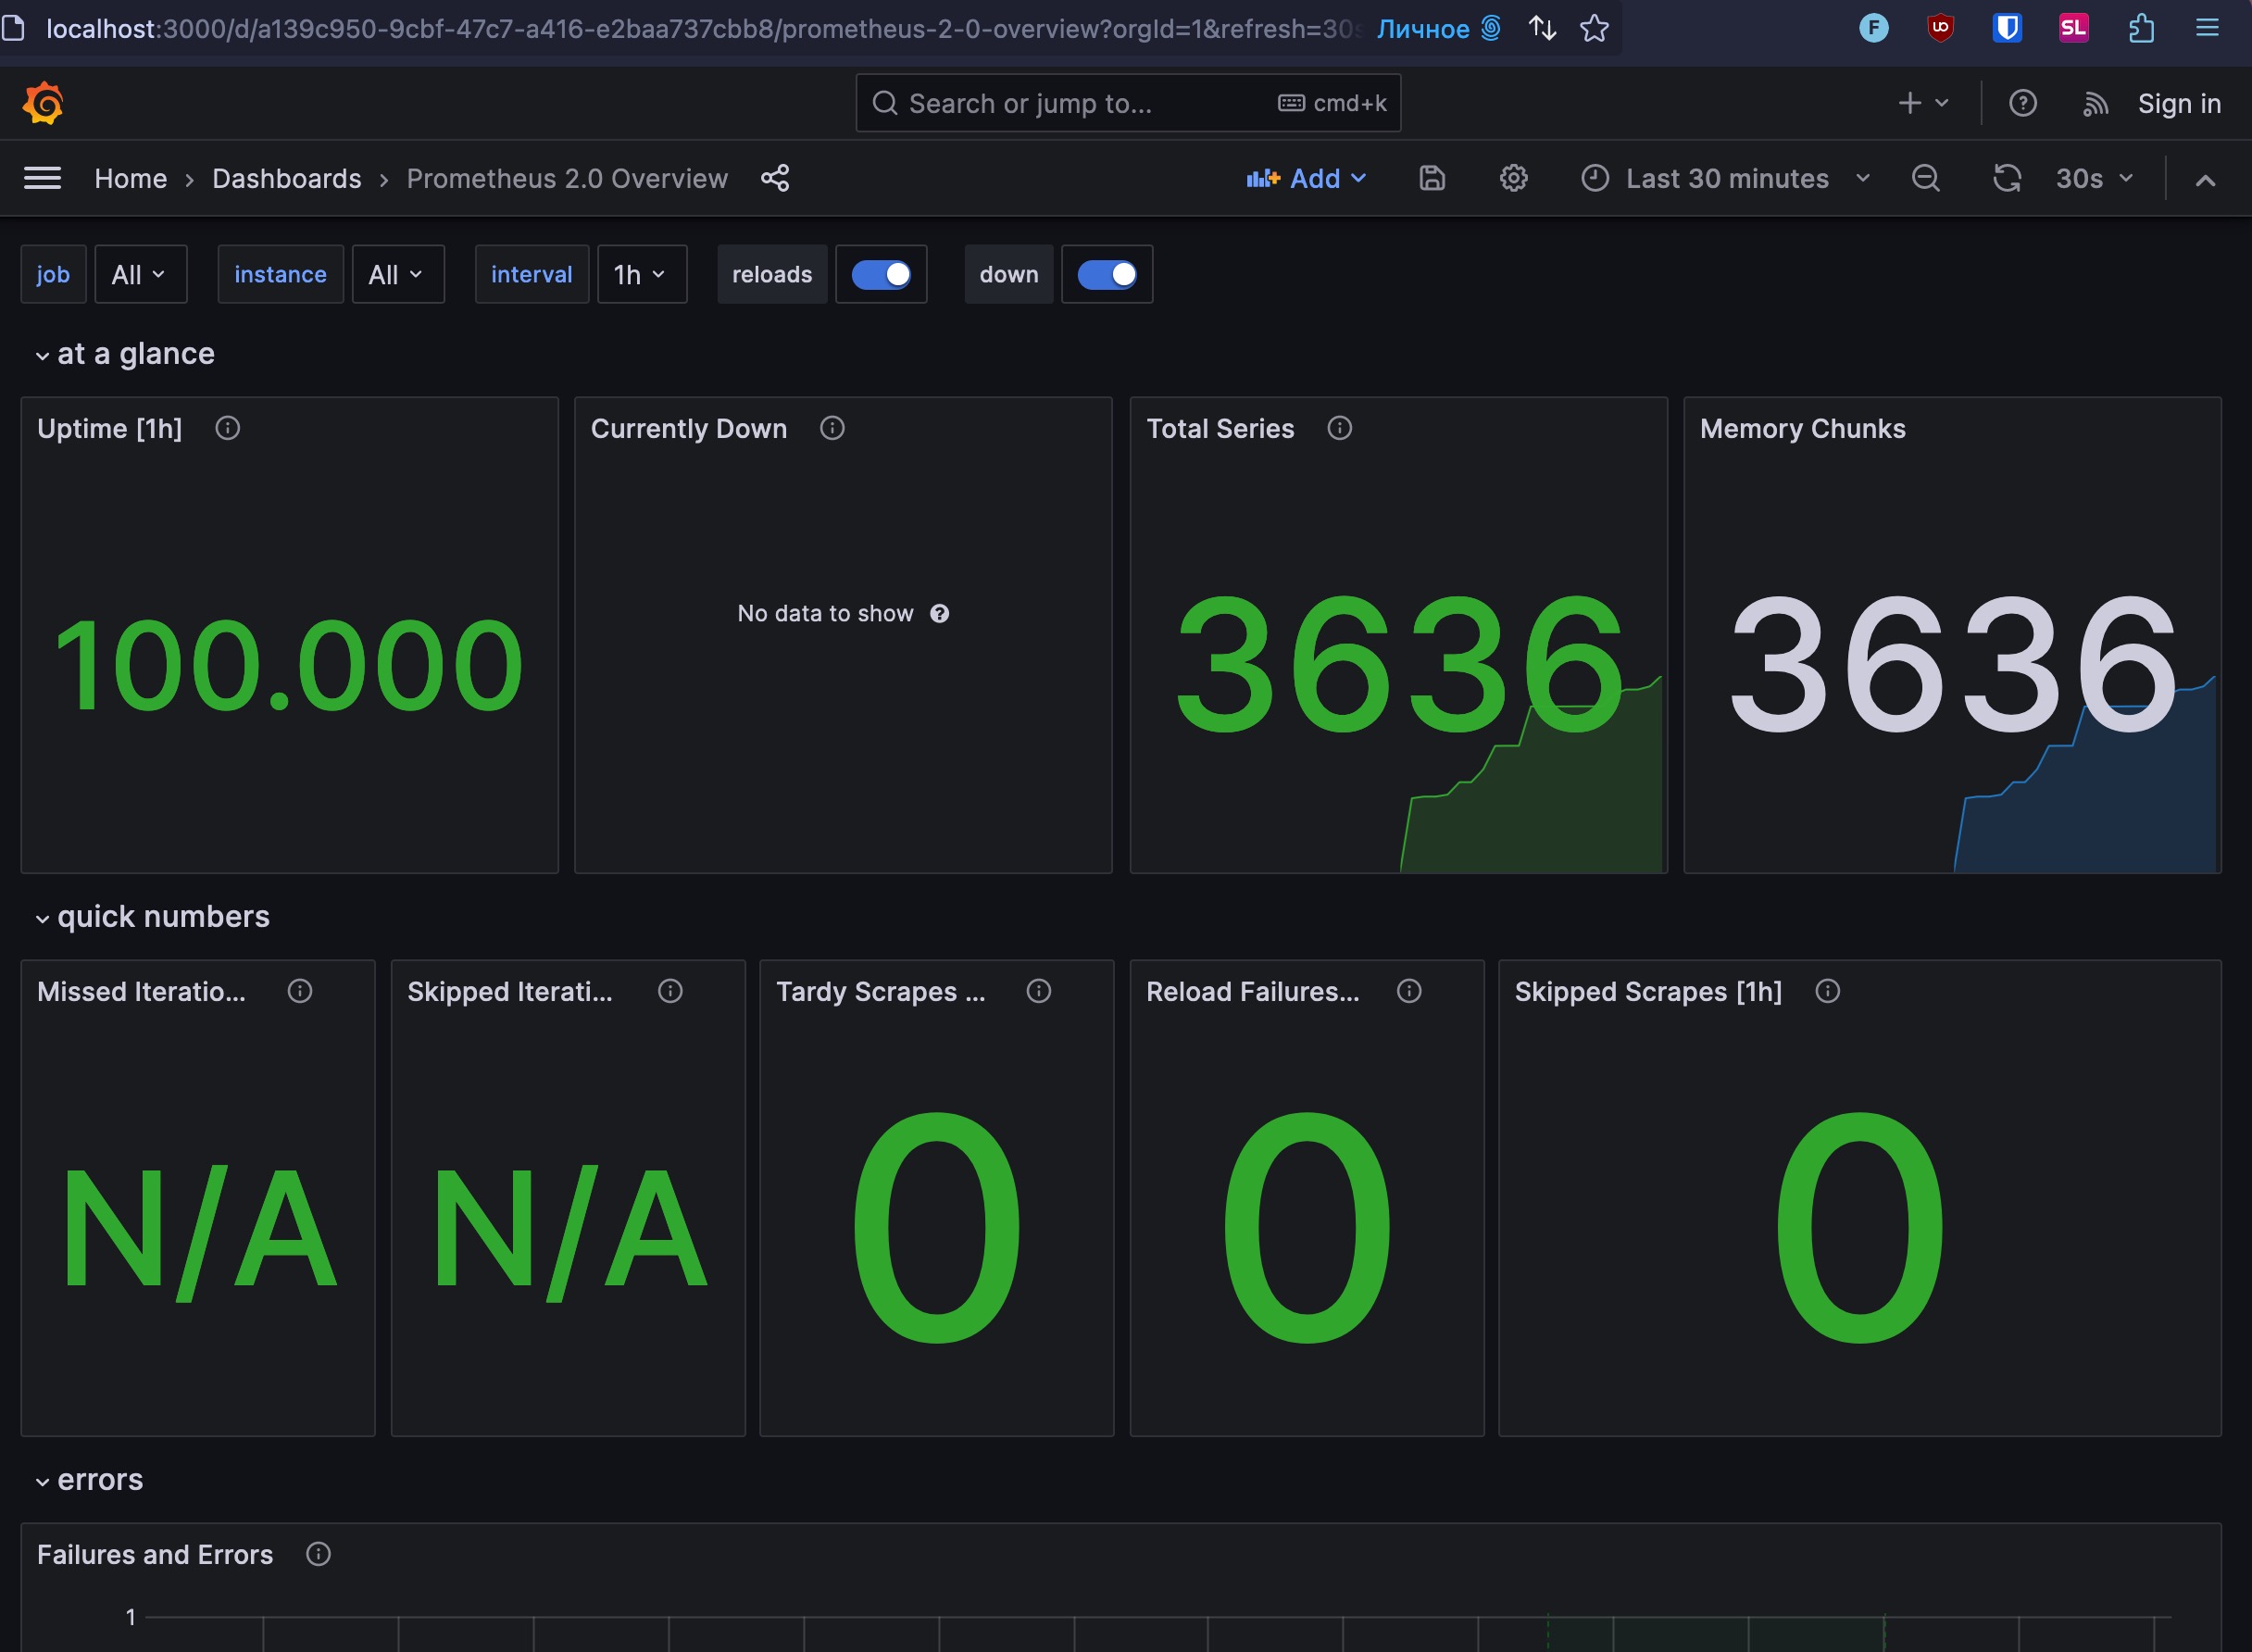 localhost:3000/d/a139c950-9cbf-47c7-a416-e2baa737cbb8/prometheus-2-0-overview?orgId=1&refresh=30s Личное F SL
Search or jump to... cmd+k Sign in
Home › Dashboards › Prometheus 2.0 Overview Add Last 30 minutes 30s
job All instance All interval 1h reloads down
at a glance
Uptime [1h] Currently Down Total Series Memory Chunks
No data to show
100.000 3636 3636
quick numbers
Missed Iteratio... Skipped Iterati... Tardy Scrapes ... Reload Failures... Skipped Scrapes [1h]
N/A N/A 0 0 0
errors
Failures and Errors
1